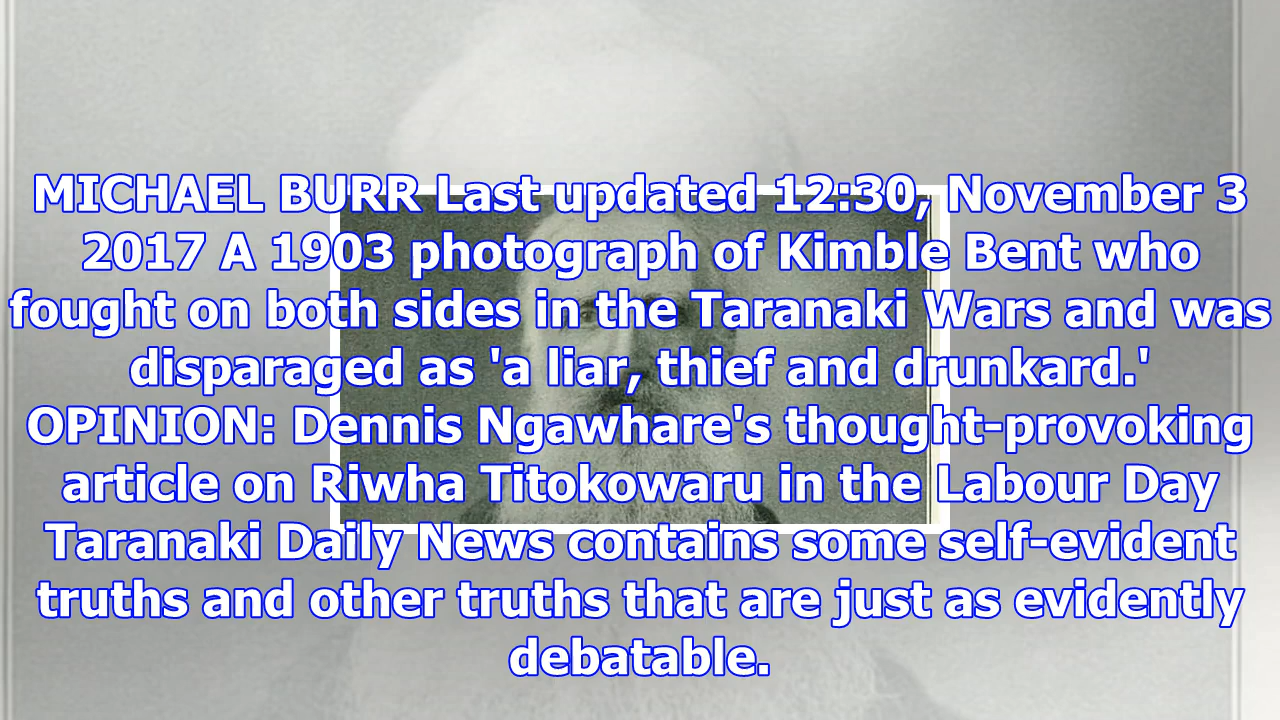 MICHAEL BURR Last updated 12:30, November 3
2017 A 1903 photograph of Kimble Bent who
fought on both sides in the Taranaki Wars and was
disparaged as 'a liar, thief and drunkard.'
OPINION: Dennis Ngawhare's thought-provoking
article on Riwha Titokowaru in the Labour Day
Taranaki Daily News contains some self-evident
truths and other truths that are just as evidently
debatable.